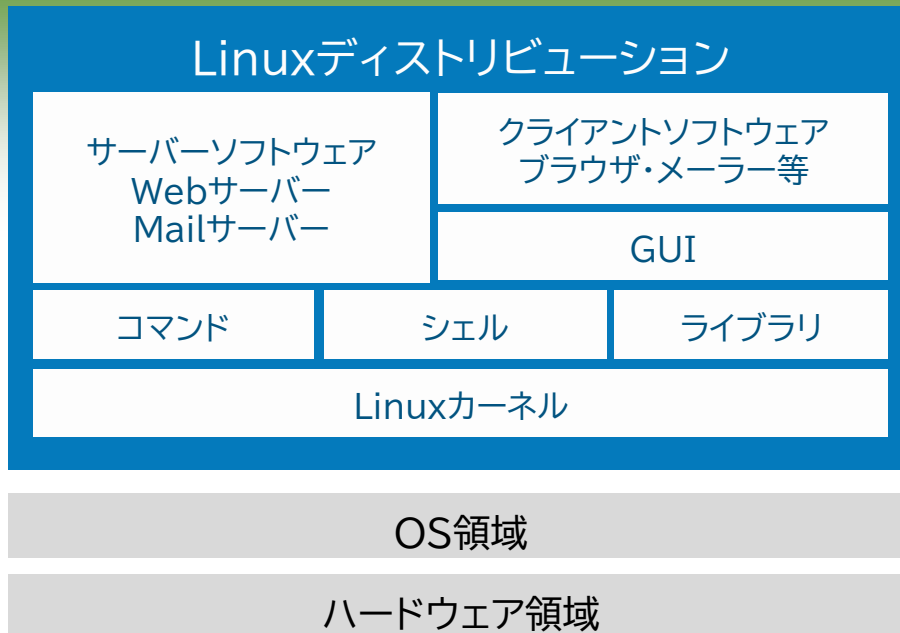 Linuxディストリビューション
サーバーソフトウェア
Webサーバー
Mailサーバー
クライアントソフトウェア
ブラウザ・メーラー等
GUI
コマンド
シェル
ライブラリ
Linuxカーネル
OS領域
ハードウェア領域